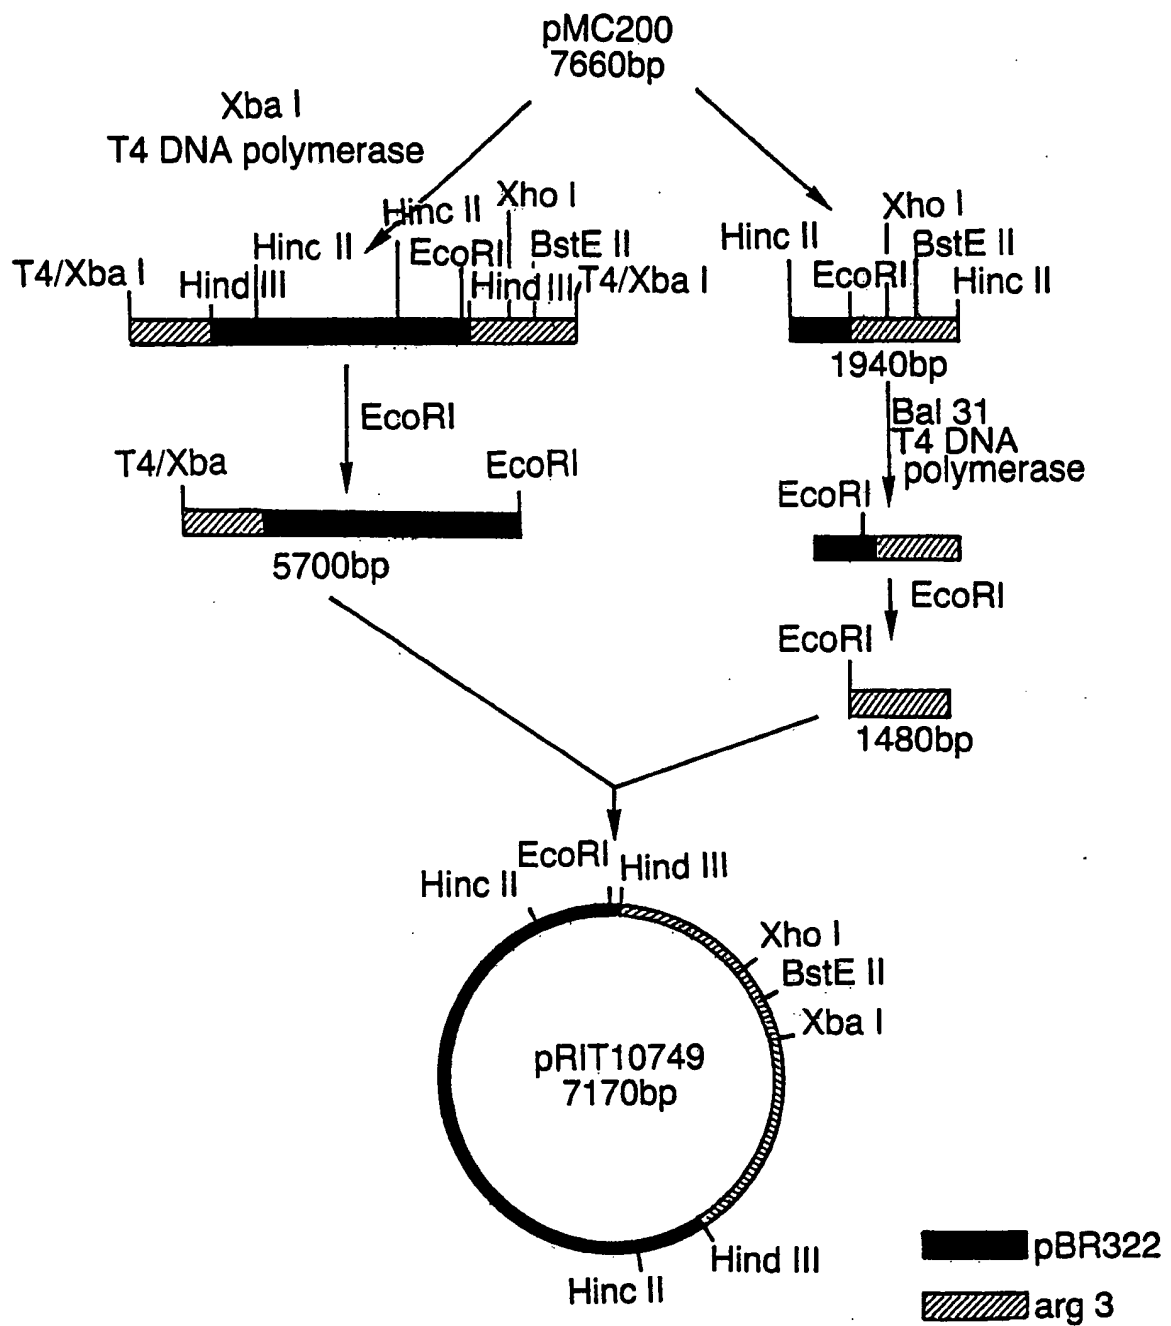 pMC200
7660bp
Xba I
T4 DNA polymerase
Hinc II
Xho I
Hinc II
EcoRI
BstE II
T4/Xba I
Hind III
Hind III
T4/Xba I
Xho I
Hinc II
BstE II
EcoRI
Hinc II
1940bp
EcoRI
Bal 31
T4 DNA
polymerase
T4/Xba
EcoRI
EcoRI
5700bp
EcoRI
EcoRI
1480bp
EcoRI
Hind III
Hinc II
Xho I
BstE II
Xba I
pRIT10749
7170bp
Hind III
Hinc II
pBR322
arg 3